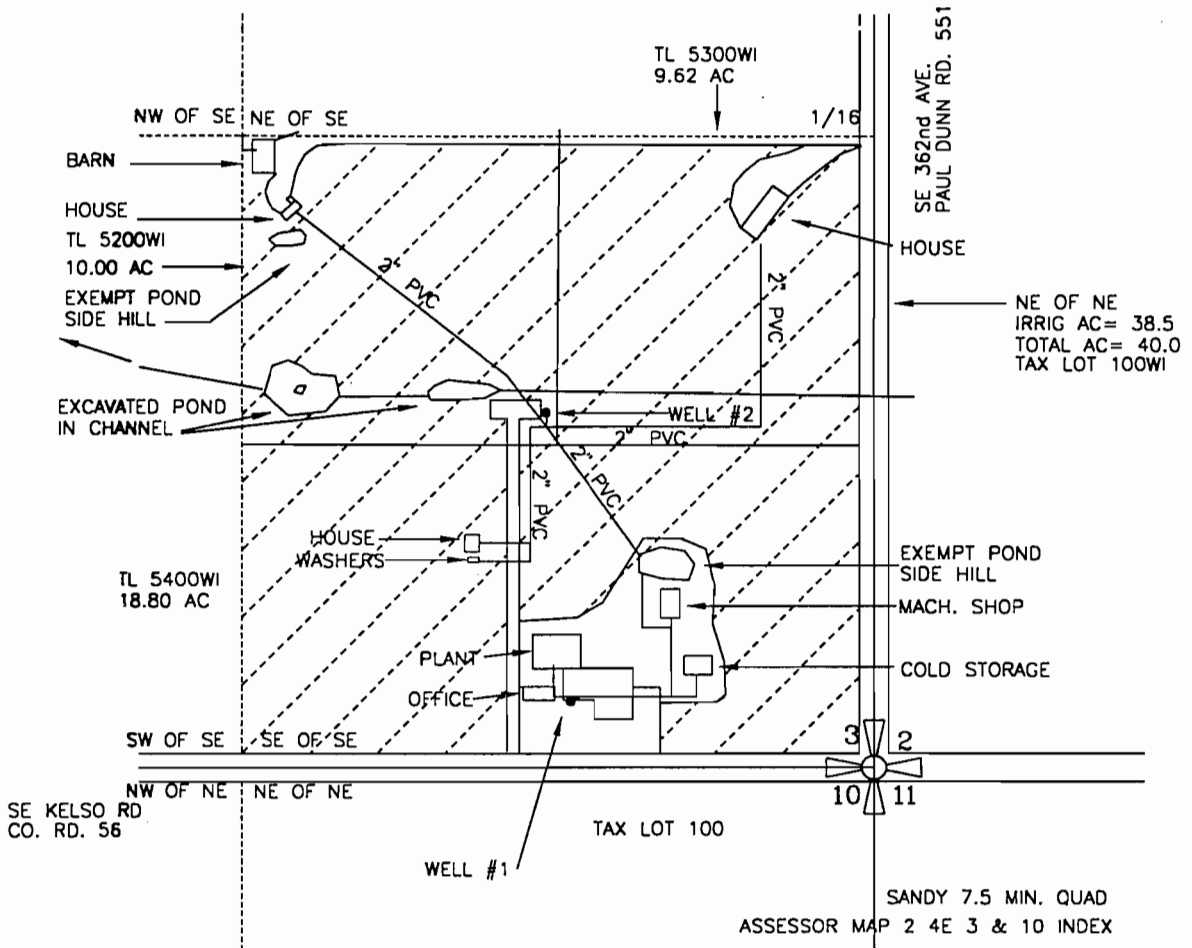 TL 5300WI
9.62 AC
SE 362nd AVE.
PAUL DUNN RD. 551
NW OF SE
NE OF SE
1/16
BARN
HOUSE
TL 5200WI
10.00 AC
EXEMPT POND
SIDE HILL
2" PVC
2" PVC
HOUSE
NE OF NE
IRRIG AC= 38.5
TOTAL AC= 40.0
TAX LOT 100WI
EXCAVATED POND
IN CHANNEL
WELL #2
2" PVC
2" PVC
2" PVC
HOUSE
WASHERS
TL 5400WI
18.80 AC
EXEMPT POND
SIDE HILL
MACH. SHOP
PLANT
COLD STORAGE
OFFICE
SW OF SE
SE OF SE
3 2
NW OF NE
NE OF NE
10 11
SE KELSO RD
CO. RD. 56
TAX LOT 100
WELL #1
SANDY 7.5 MIN. QUAD
ASSESSOR MAP 2 4E 3 & 10 INDEX